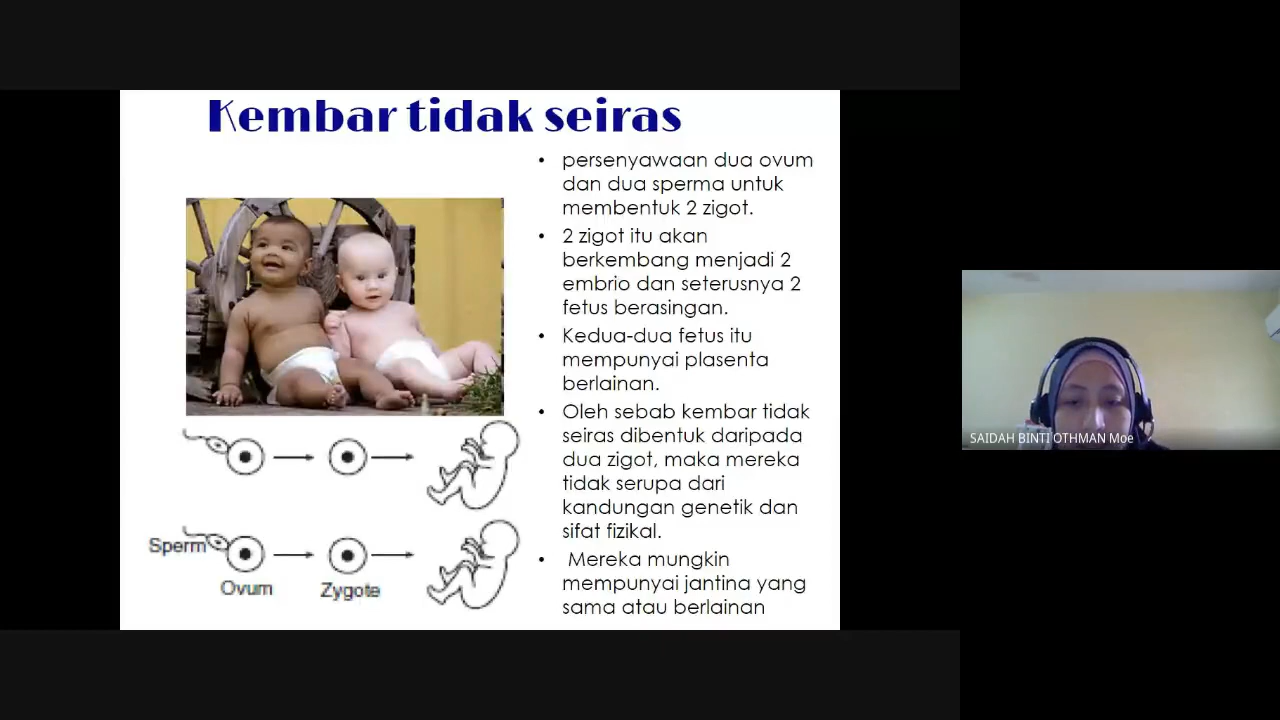 Kembar tidak seiras
• persenyawaan dua ovum
dan dua sperma untuk
membentuk 2 zigot.
• 2 zigot itu akan
berkembang menjadi 2
embrio dan seterusnya 2
fetus berasingan.
• Kedua-dua fetus itu
mempunyai plasenta
berlainan.
• Oleh sebab kembar tidak
seiras dibentuk daripada
dua zigot, maka mereka
tidak serupa dari
kandungan genetik dan
sifat fizikal.
• Mereka mungkin
mempunyai jantina yang
sama atau berlainan
Sperm
Ovum
Zygote
SAIDAH BINTI OTHMAN Moe